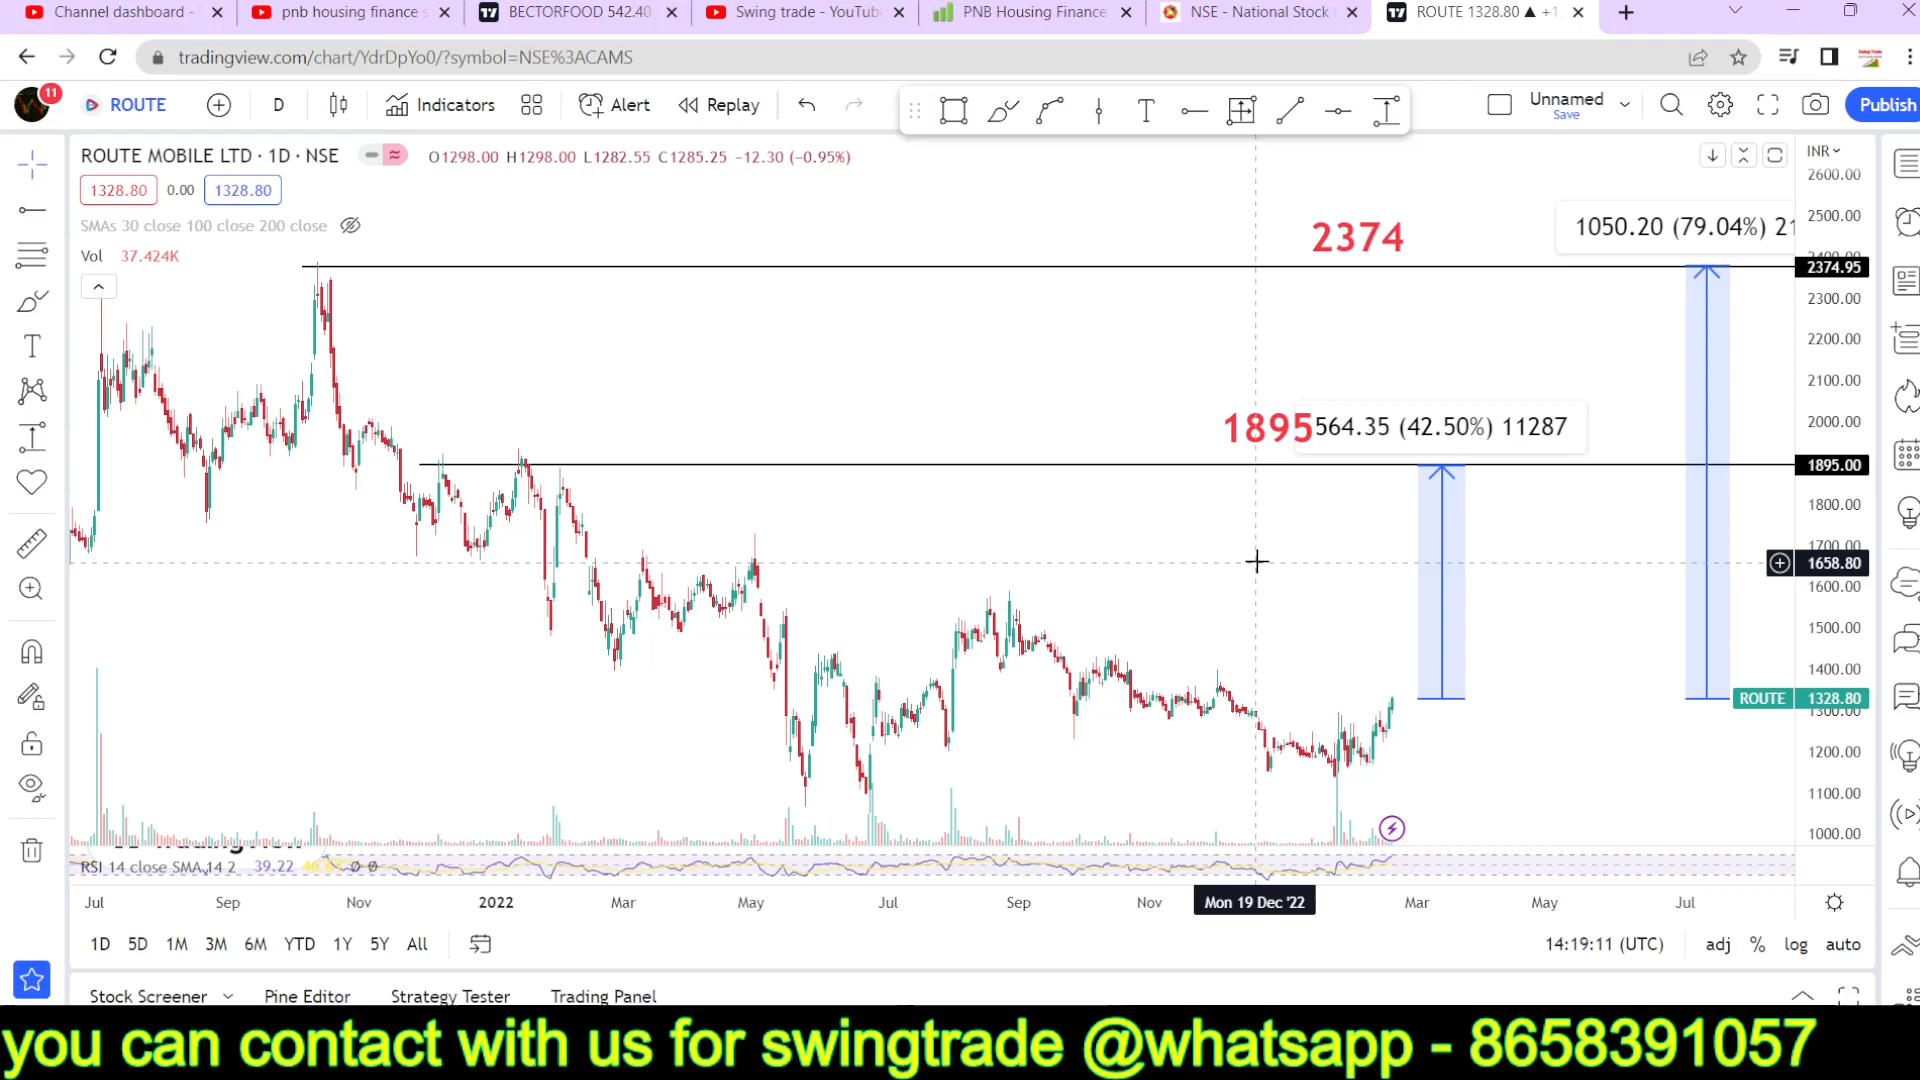 Channel dashboard -
pnb housing finance s
BECTORFOOD 542.40
Swing trade - YouTub
PNB Housing Finance
NSE - National Stock
ROUTE 1328.80 ▲ +1.
tradingview.com/chart/YdrDpYo0/?symbol=NSE%3ACAMS
11
ROUTE
D
Indicators
Alert
Replay
Unnamed
Save
Publish
ROUTE MOBILE LTD · 1D · NSE
O1298.00 H1298.00 L1282.55 C1285.25 −12.30 (−0.95%)
INR
1328.80
0.00
1328.80
SMAs 30 close 100 close 200 close
Vol 37.424K
2374
1050.20 (79.04%) 21
1895
564.35 (42.50%) 11287
2600.00
2500.00
2374.95
2300.00
2200.00
2100.00
2000.00
1895.00
1800.00
1700.00
1658.80
1600.00
1500.00
1400.00
ROUTE 1328.80
1300.00
1200.00
1100.00
1000.00
RSI 14 close SMA 14 2 39.22
Jul
Sep
Nov
2022
Mar
May
Jul
Sep
Nov
Mon 19 Dec '22
Mar
May
Jul
1D 5D 1M 3M 6M YTD 1Y 5Y All
14:19:11 (UTC)
adj % log auto
Stock Screener
Pine Editor
Strategy Tester
Trading Panel
you can contact with us for swingtrade @whatsapp - 8658391057